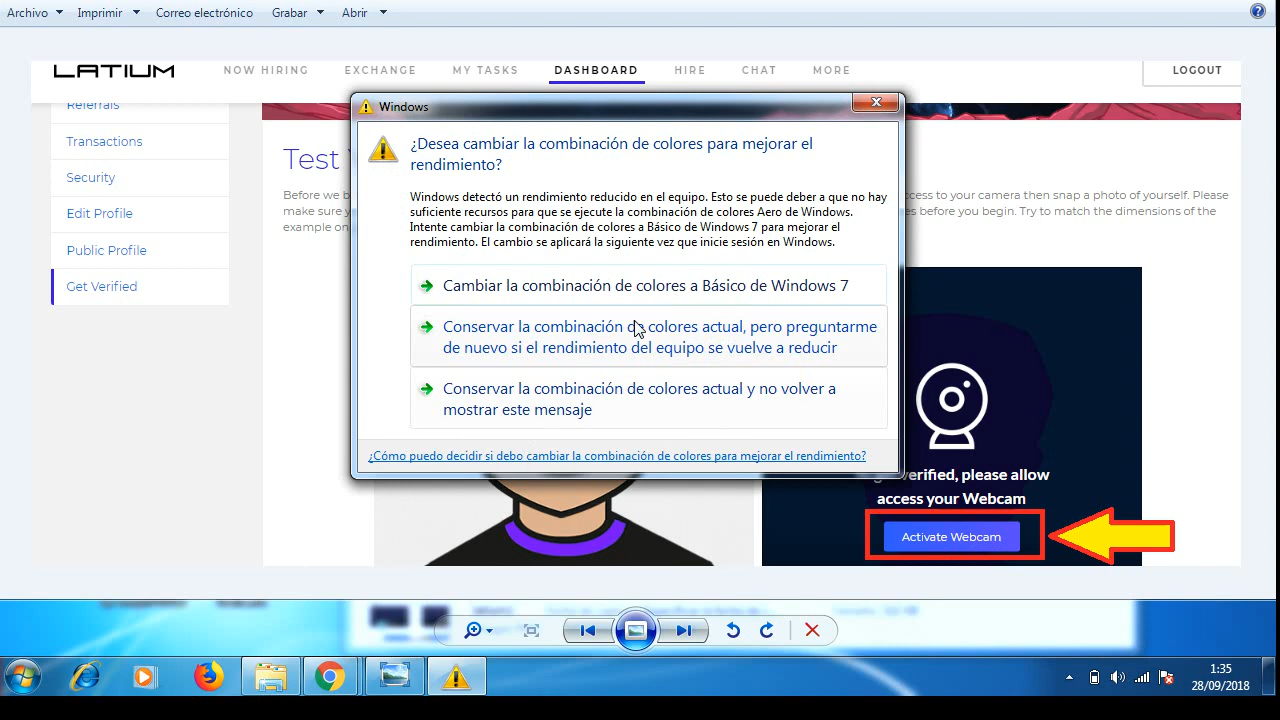 Archivo Imprimir Correo electrónico Grabar Abrir
LATIUM NOW HIRING EXCHANGE MY TASKS DASHBOARD HIRE CHAT MORE LOGOUT
Referrals
Transactions
Security
Edit Profile
Public Profile
Get Verified
Test
Before we b
make sure y
example on
ccess to your camera then snap a photo of yourself. Please
es before you begin. Try to match the dimensions of the
Windows
¿Desea cambiar la combinación de colores para mejorar el
rendimiento?
Windows detectó un rendimiento reducido en el equipo. Esto se puede deber a que no hay
suficiente recursos para que se ejecute la combinación de colores Aero de Windows.
Intente cambiar la combinación de colores a Básico de Windows 7 para mejorar el
rendimiento. El cambio se aplicará la siguiente vez que inicie sesión en Windows.
Cambiar la combinación de colores a Básico de Windows 7
Conservar la combinación de colores actual, pero preguntarme
de nuevo si el rendimiento del equipo se vuelve a reducir
Conservar la combinación de colores actual y no volver a
mostrar este mensaje
¿Cómo puedo decidir si debo cambiar la combinación de colores para mejorar el rendimiento?
verified, please allow
access your Webcam
Activate Webcam
1:35
28/09/2018